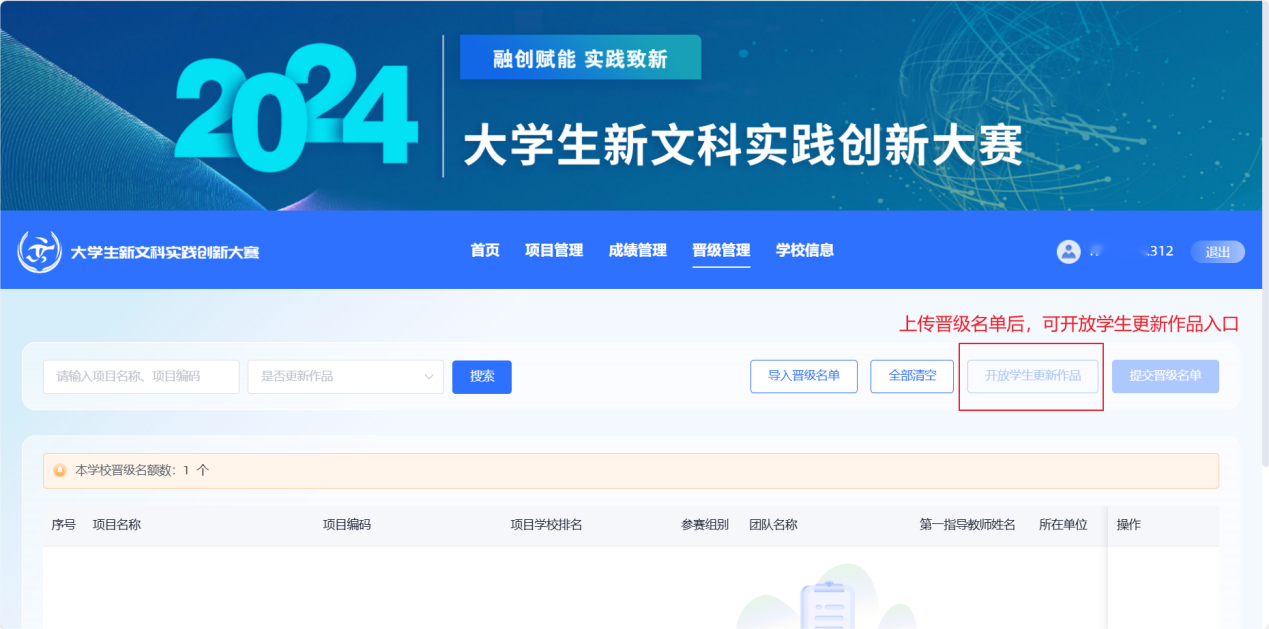 2024
融创赋能 实践致新
大学生新文科实践创新大赛
大学生新文科实践创新大赛
首页 项目管理 成绩管理 晋级管理 学校信息
312 退出
上传晋级名单后，可开放学生更新作品入口
请输入项目名称、项目编码 是否更新作品 搜索 导入晋级名单 全部清空 开放学生更新作品 提交晋级名单
本学校晋级名额数：1 个
序号 项目名称 项目编码 项目学校排名 参赛组别 团队名称 第一指导教师姓名 所在单位 操作